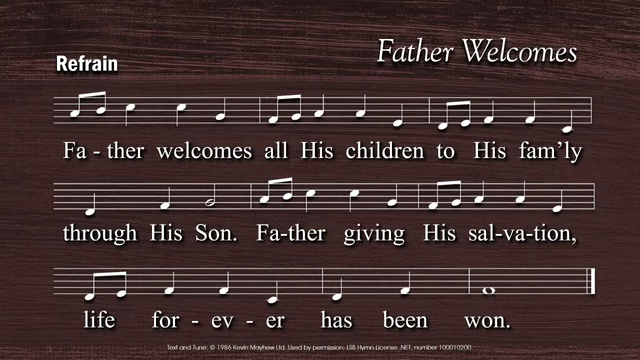 Father Welcomes
Refrain
Fa - ther welcomes all His children to His fam’ly
through His Son. Fa-ther giving His sal-va-tion,
life for - ev - er has been won.
Text and Tune: © 1986 Kevin Mayhew Ltd. Used by permission: LSB Hymn License .NET, number 100010200.